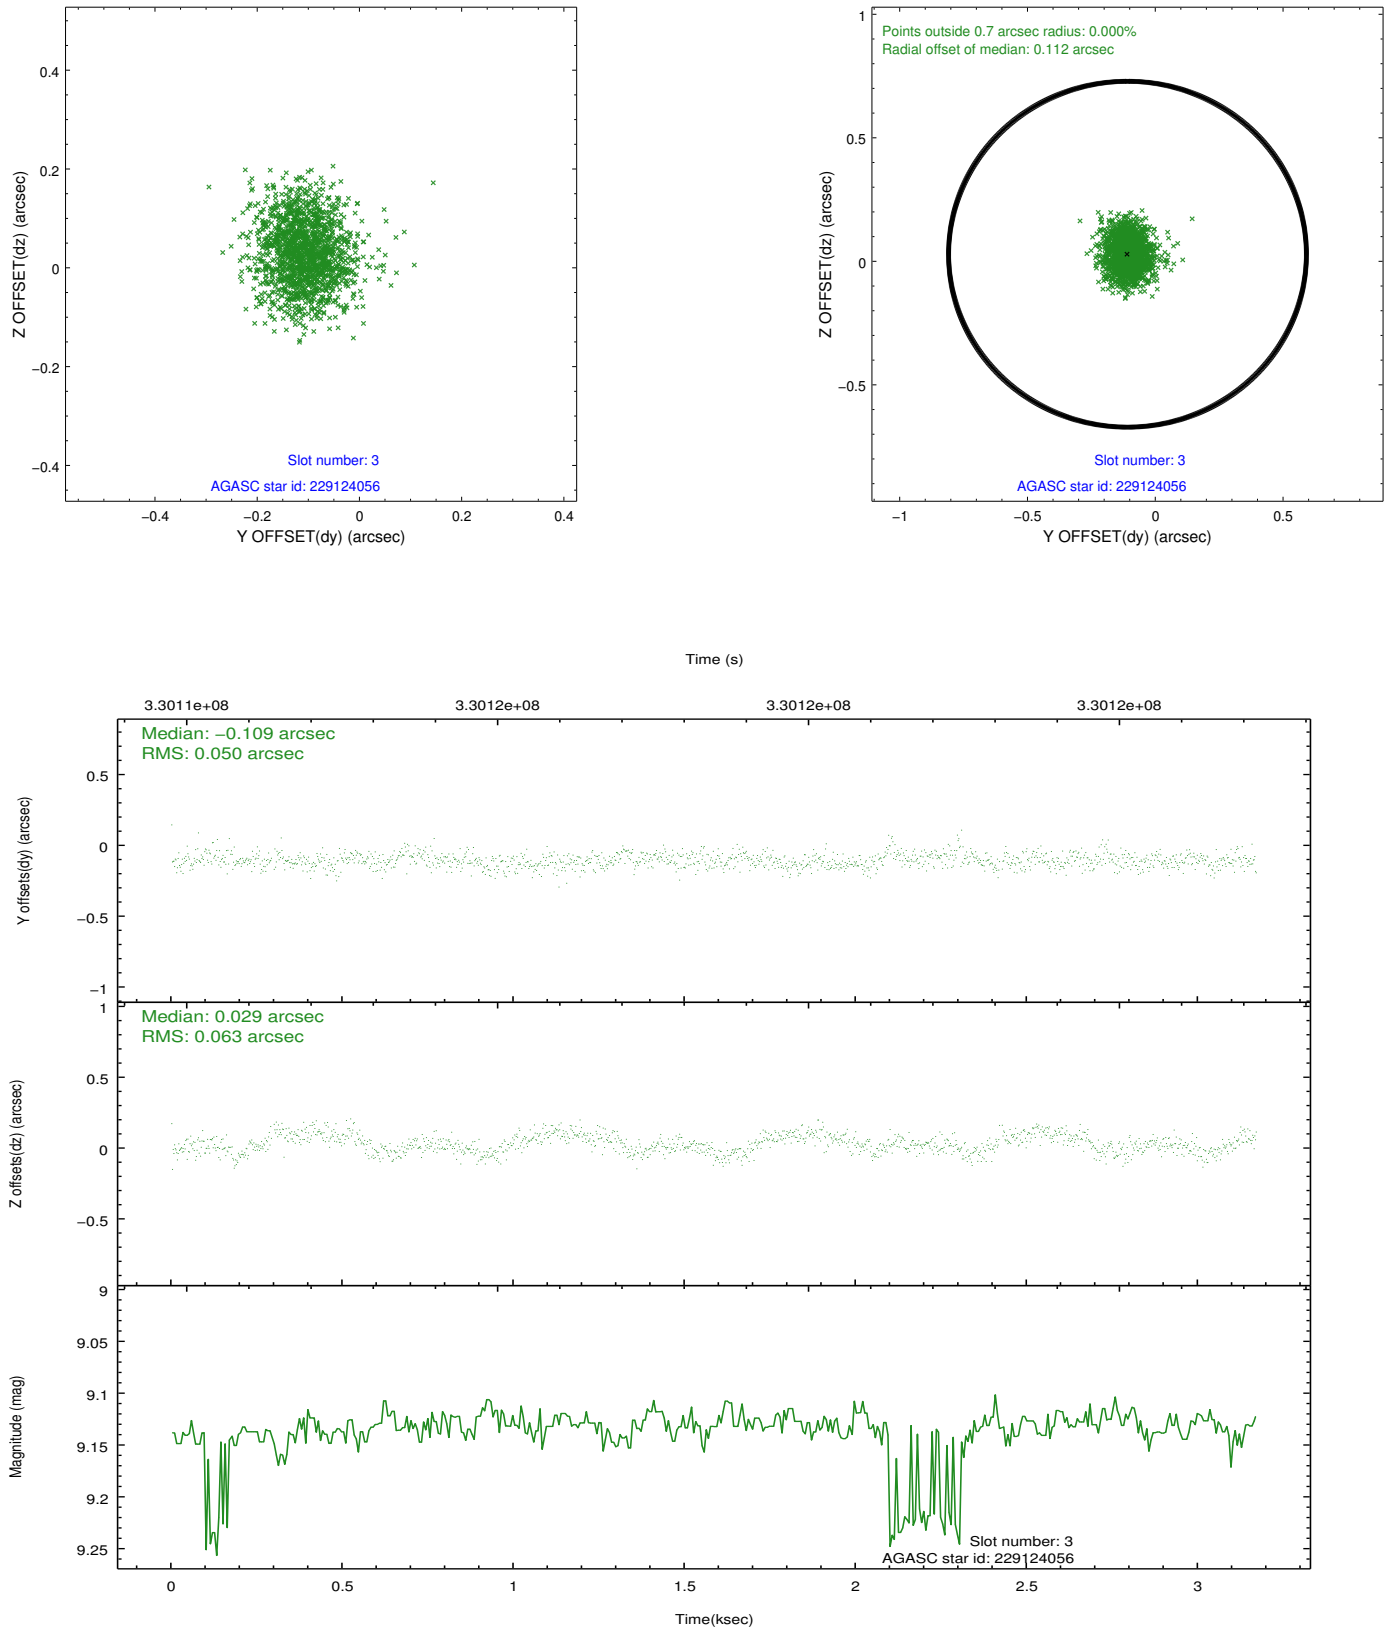 0.4
0.2
0
−0.2
−0.4
Z OFFSET(dz) (arcsec)
Slot number: 3
AGASC star id: 229124056
−0.4 −0.2 0 0.2 0.4
Y OFFSET(dy) (arcsec)
Points outside 0.7 arcsec radius: 0.000%
Radial offset of median: 0.112 arcsec
1
0.5
0
−0.5
Z OFFSET(dz) (arcsec)
Slot number: 3
AGASC star id: 229124056
−1 −0.5 0 0.5
Y OFFSET(dy) (arcsec)
Time (s)
3.3011e+08 3.3012e+08 3.3012e+08 3.3012e+08
Median: −0.109 arcsec
RMS: 0.050 arcsec
0.5
0
−0.5
−1
Y offsets(dy) (arcsec)
Median: 0.029 arcsec
RMS: 0.063 arcsec
1
0.5
0
−0.5
Z offsets(dz) (arcsec)
9
9.05
9.1
9.15
9.2
9.25
Magnitude (mag)
Slot number: 3
AGASC star id: 229124056
0 0.5 1 1.5 2 2.5 3
Time(ksec)